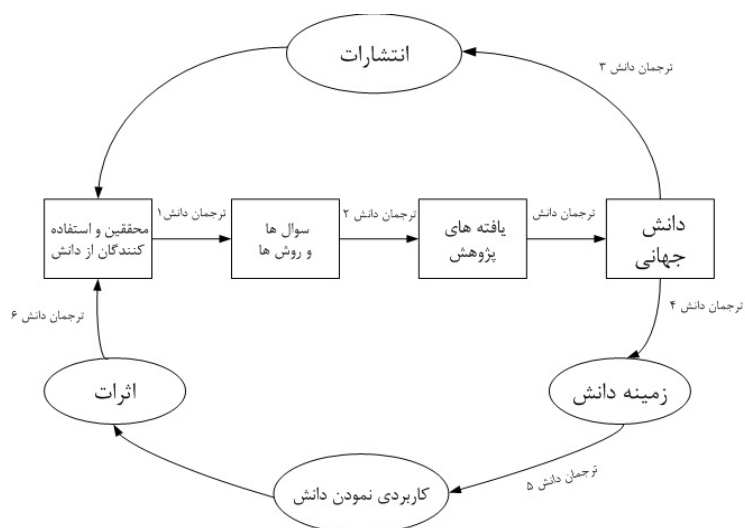 انتشارات
ترجمان دانش ۳
محققین و استفاده
کنندگان از دانش
ترجمان دانش ۱
سوال ها
و روش ها
ترجمان دانش ۲
یافته های
پژوهش
ترجمان دانش
دانش
جهانی
ترجمان دانش ۴
ترجمان دانش ۶
زمینه دانش
اثرات
ترجمان دانش ۵
کاربردی نمودن دانش